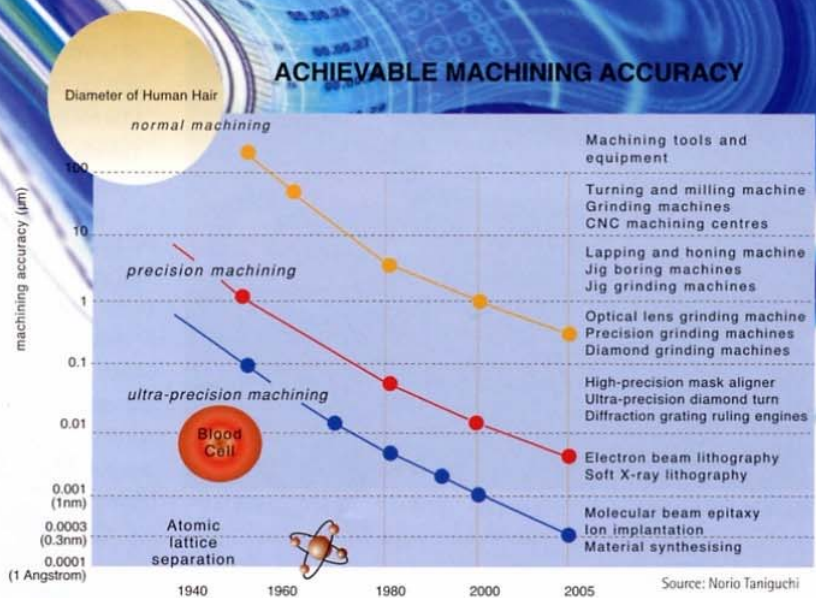 ACHIEVABLE MACHINING ACCURACY
Diameter of Human Hair
normal machining
machining accuracy (µm)
100
10
1
0.1
0.01
0.001
(1nm)
0.0003
(0.3nm)
0.0001
(1 Angstrom)
precision machining
ultra-precision machining
Blood
Cell
Atomic
lattice
separation
Machining tools and
equipment
Turning and milling machine
Grinding machines
CNC machining centres
Lapping and honing machine
Jig boring machines
Jig grinding machines
Optical lens grinding machine
Precision grinding machines
Diamond grinding machines
High-precision mask aligner
Ultra-precision diamond turn
Diffraction grating ruling engines
Electron beam lithography
Soft X-ray lithography
Molecular beam epitaxy
Ion implantation
Material synthesising
1940
1960
1980
2000
2005
Source: Norio Taniguchi